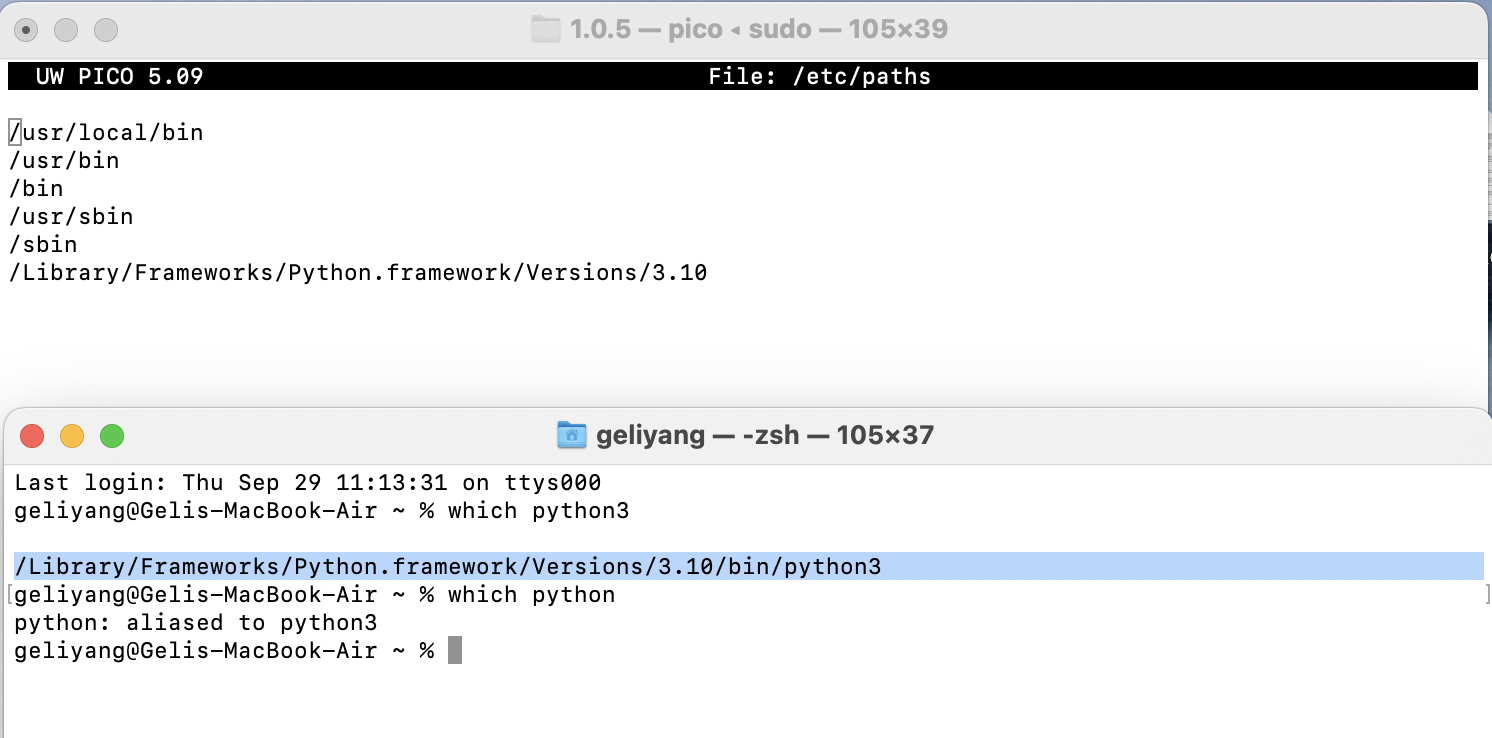 1.0.5 — pico ◂ sudo — 105×39
UW PICO 5.09 File: /etc/paths
/usr/local/bin
/usr/bin
/bin
/usr/sbin
/sbin
/Library/Frameworks/Python.framework/Versions/3.10
geliyang — -zsh — 105×37
Last login: Thu Sep 29 11:13:31 on ttys000
geliyang@Gelis-MacBook-Air ~ % which python3
/Library/Frameworks/Python.framework/Versions/3.10/bin/python3
[geliyang@Gelis-MacBook-Air ~ % which python ]
python: aliased to python3
geliyang@Gelis-MacBook-Air ~ %